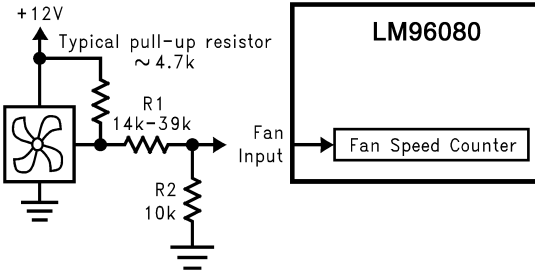 +12V
LM96080
Typical pull-up resistor
~4.7k
R1
14k-39k
Fan
Input
Fan Speed Counter
R2
10k